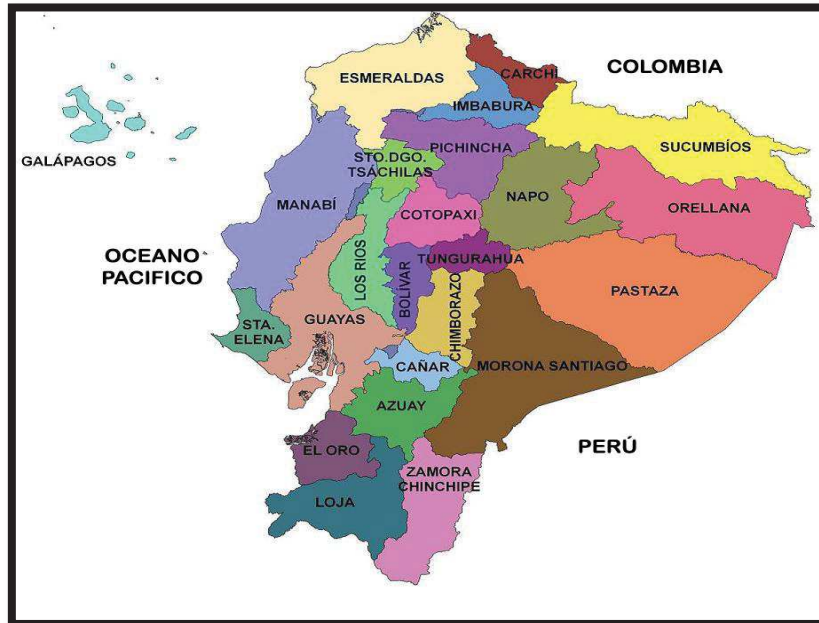 COLOMBIA
ESMERALDAS
CARCHI
IMBABURA
GALÁPAGOS
STO.DGO.
TSÁCHILAS
PICHINCHA
SUCUMBÍOS
MANABÍ
COTOPAXI
NAPO
ORELLANA
OCEANO
PACIFICO
LOS RIOS
BOLÍVAR
TUNGURAHUA
CHIMBORAZO
PASTAZA
STA.
ELENA
GUAYAS
CAÑAR
MORONA SANTIAGO
AZUAY
PERÚ
EL ORO
LOJA
ZAMORA
CHINCHIPE